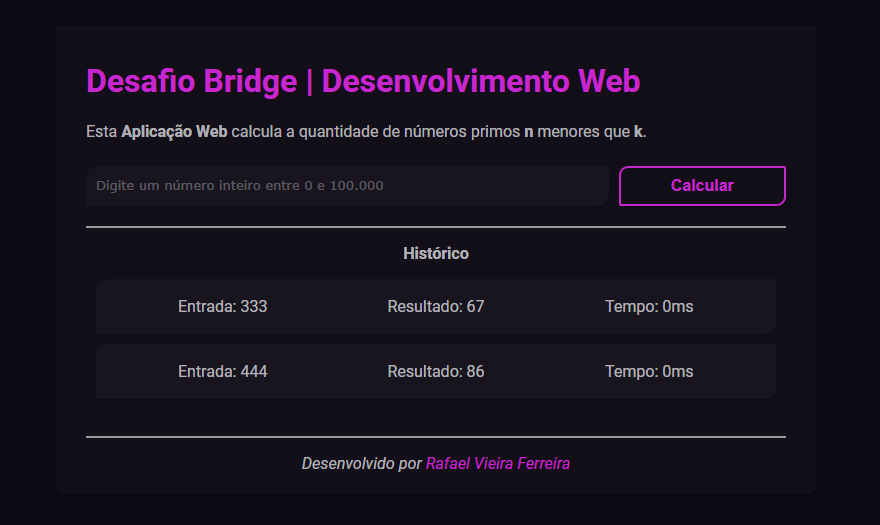 Desafio Bridge | Desenvolvimento Web
Esta Aplicação Web calcula a quantidade de números primos n menores que k.
Digite um número inteiro entre 0 e 100.000
Calcular
Histórico
Entrada: 333 Resultado: 67 Tempo: 0ms
Entrada: 444 Resultado: 86 Tempo: 0ms
Desenvolvido por Rafael Vieira Ferreira